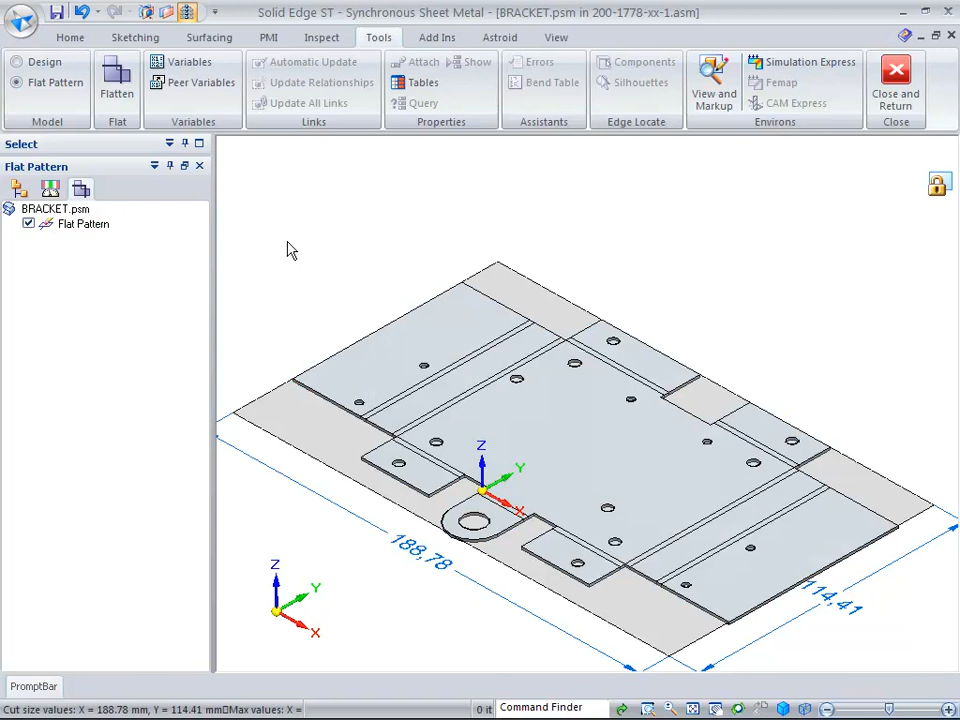 Solid Edge ST - Synchronous Sheet Metal - [BRACKET.psm in 200-1778-xx-1.asm]
Home Sketching Surfacing PMI Inspect Tools Add Ins Astroid View
Design
Flat Pattern
Model
Flatten
Flat
Variables
Peer Variables
Variables
Automatic Update
Update Relationships
Update All Links
Links
Attach Show
Tables
Query
Properties
Errors
Bend Table
Assistants
Components
Silhouettes
Edge Locate
View and
Markup
Simulation Express
Femap
CAM Express
Environs
Close and
Return
Close
Select
Flat Pattern
BRACKET.psm
Flat Pattern
Z
Y
X
188,78
114,41
Z
Y
X
PromptBar
Cut size values: X = 188.78 mm, Y = 114.41 mm Max values: X =
0 it
Command Finder